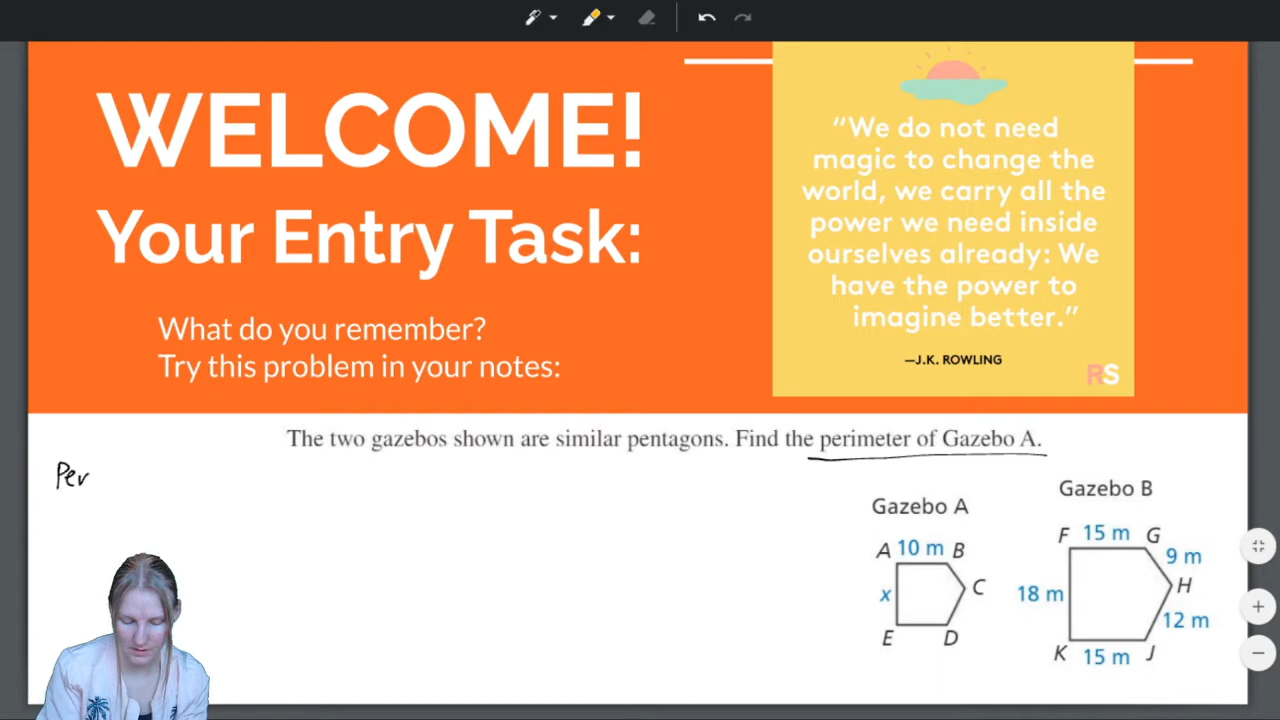 WELCOME!
Your Entry Task:
What do you remember?
Try this problem in your notes:
“We do not need
magic to change the
world, we carry all the
power we need inside
ourselves already: We
have the power to
imagine better.”
—J.K. ROWLING
RS
The two gazebos shown are similar pentagons. Find the perimeter of Gazebo A.
Per
Gazebo A
A 10 m B
x
C
E
D
Gazebo B
F 15 m G
9 m
18 m
H
12 m
K 15 m J